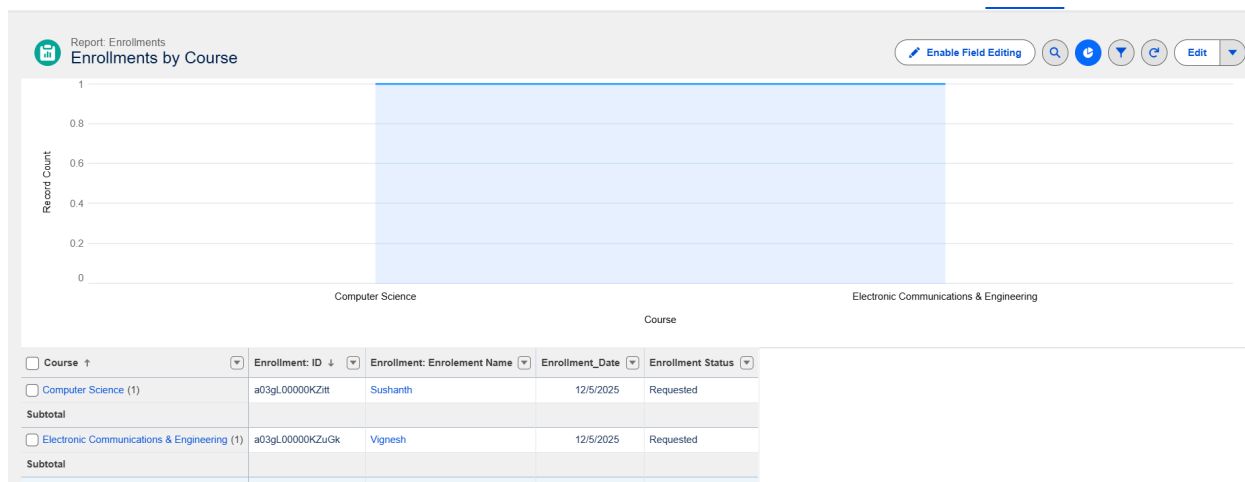 Report: Enrollments
Enrollments by Course
Enable Field Editing
Edit
1
0.8
0.6
0.4
0.2
0
Record Count
Computer Science
Electronic Communications & Engineering
Course
Course ↑ Enrollment: ID ↓ Enrollment: Enrolement Name Enrollment_Date Enrollment Status
Computer Science (1) a03gL00000KZitt Sushanth 12/5/2025 Requested
Subtotal
Electronic Communications & Engineering (1) a03gL00000KZuGk Vignesh 12/5/2025 Requested
Subtotal